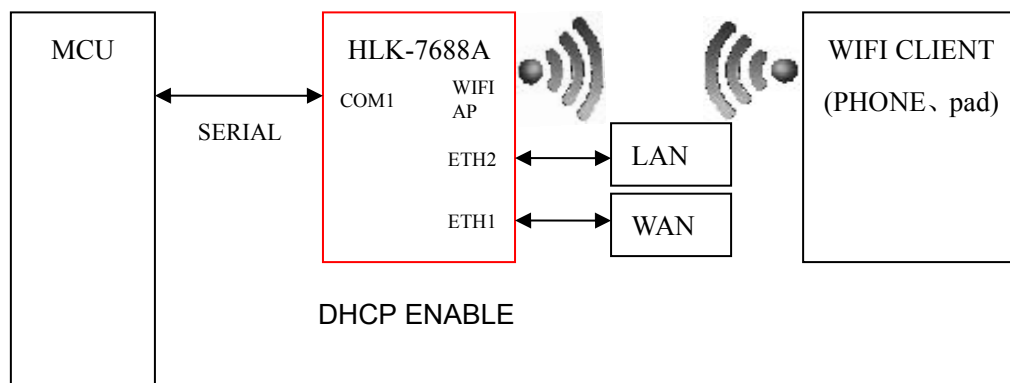 MCU
SERIAL
HLK-7688A
COM1
WIFI
AP
ETH2
ETH1
LAN
WAN
WIFI CLIENT
(PHONE、pad)
DHCP ENABLE